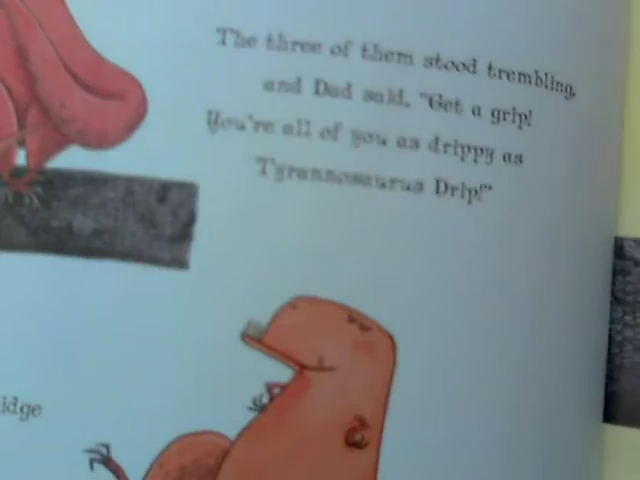 The three of them stood trembling,
and Dad said, "Get a grip!
You're all of you as drippy as
Tyrannosaurus Drip!"
idge